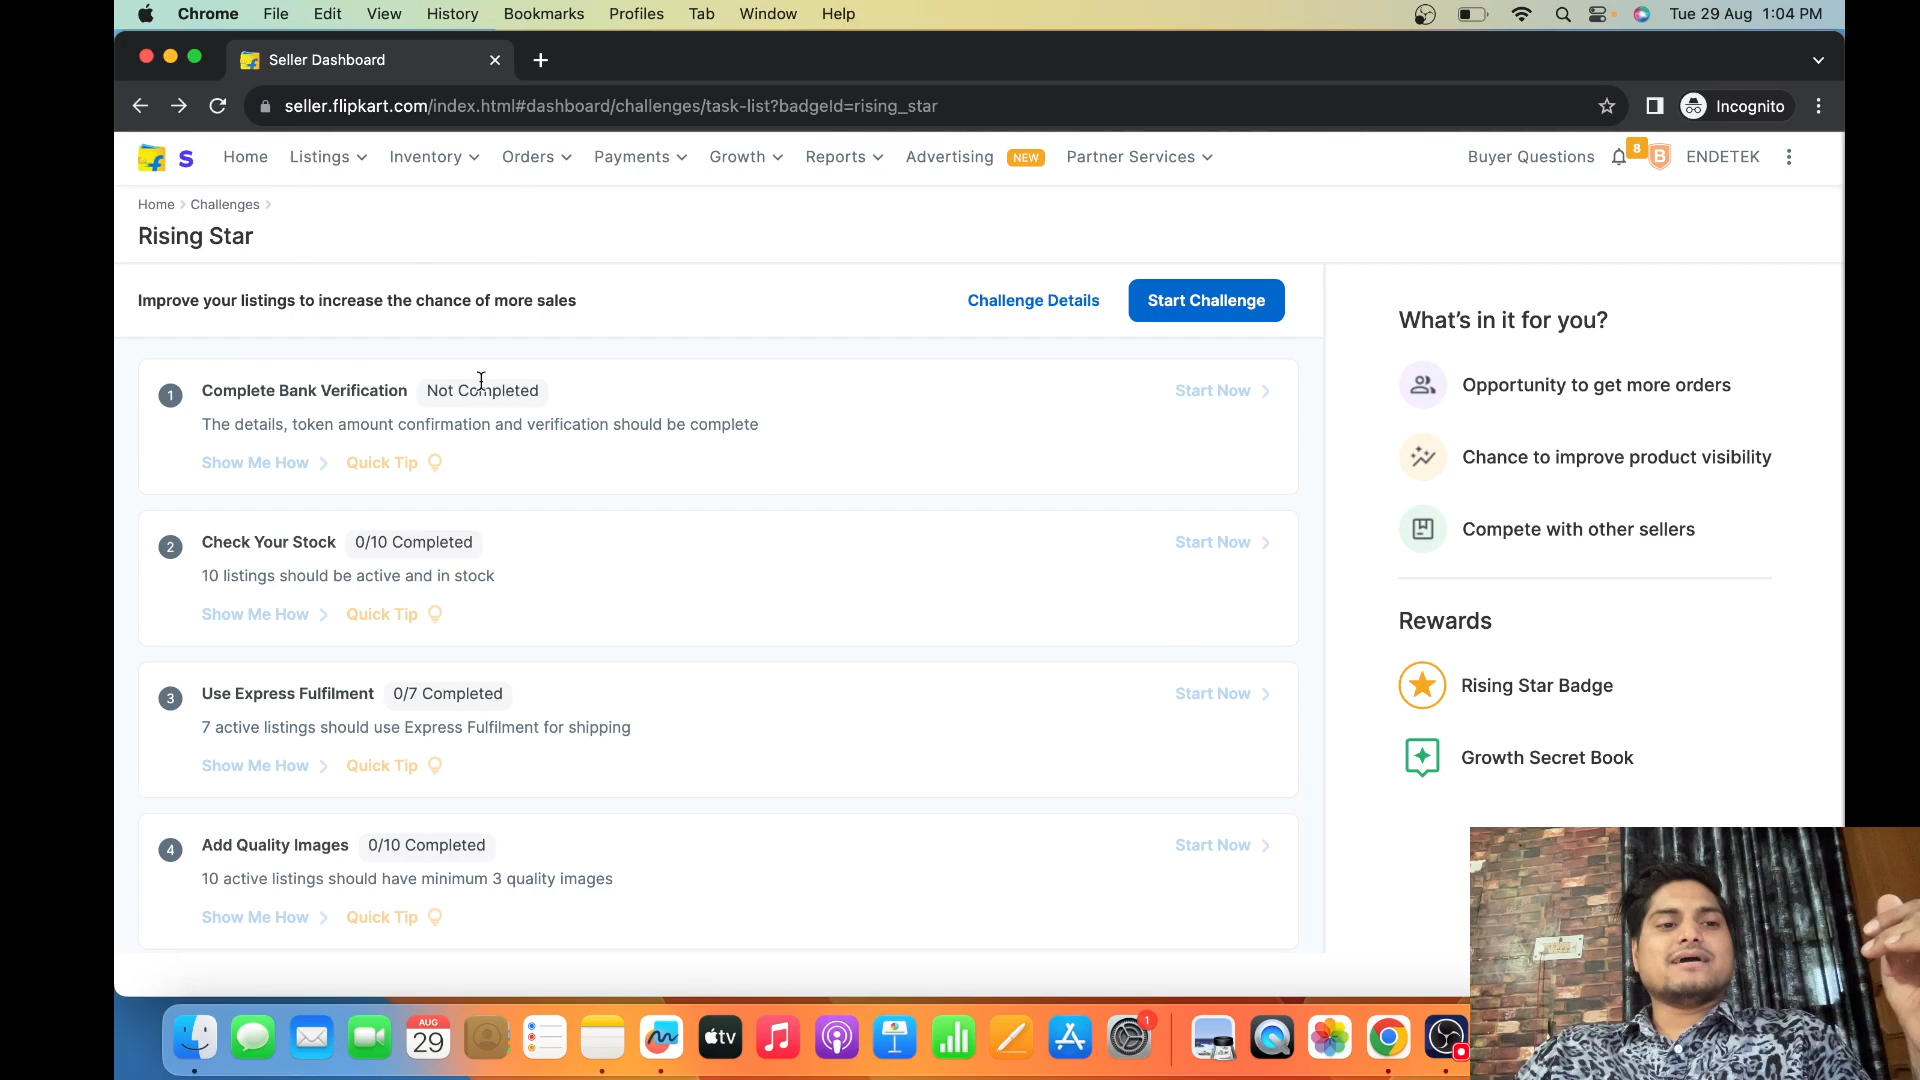 Chrome File Edit View History Bookmarks Profiles Tab Window Help
Tue 29 Aug 1:04 PM
Seller Dashboard
seller.flipkart.com/index.html#dashboard/challenges/task-list?badgeId=rising_star
Incognito
S Home Listings Inventory Orders Payments Growth Reports Advertising NEW Partner Services
Buyer Questions 8 B ENDETEK
Home Challenges
Rising Star
Improve your listings to increase the chance of more sales
Challenge Details Start Challenge
1 Complete Bank Verification Not Completed Start Now
The details, token amount confirmation and verification should be complete
Show Me How Quick Tip
2 Check Your Stock 0/10 Completed Start Now
10 listings should be active and in stock
Show Me How Quick Tip
3 Use Express Fulfilment 0/7 Completed Start Now
7 active listings should use Express Fulfilment for shipping
Show Me How Quick Tip
4 Add Quality Images 0/10 Completed Start Now
10 active listings should have minimum 3 quality images
Show Me How Quick Tip
What's in it for you?
Opportunity to get more orders
Chance to improve product visibility
Compete with other sellers
Rewards
Rising Star Badge
Growth Secret Book
AUG
29
tv
1